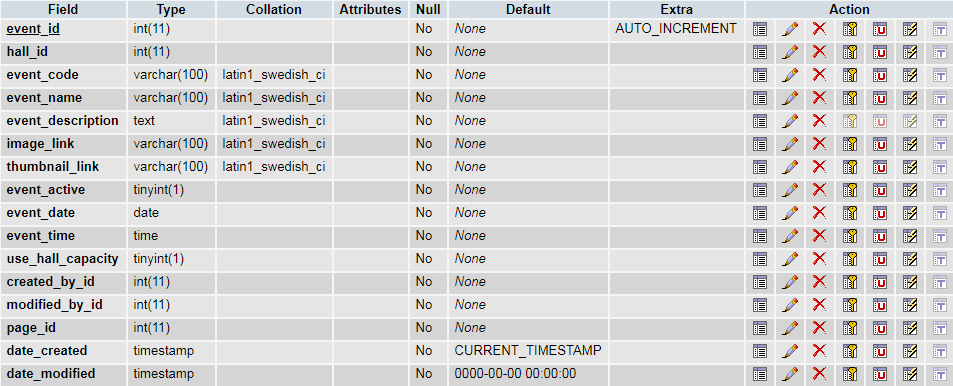 Field Type Collation Attributes Null Default Extra Action
event_id int(11) No None AUTO_INCREMENT
hall_id int(11) No None
event_code varchar(100) latin1_swedish_ci No None
event_name varchar(100) latin1_swedish_ci No None
event_description text latin1_swedish_ci No None
image_link varchar(100) latin1_swedish_ci No None
thumbnail_link varchar(100) latin1_swedish_ci No None
event_active tinyint(1) No None
event_date date No None
event_time time No None
use_hall_capacity tinyint(1) No None
created_by_id int(11) No None
modified_by_id int(11) No None
page_id int(11) No None
date_created timestamp No CURRENT_TIMESTAMP
date_modified timestamp No 0000-00-00 00:00:00